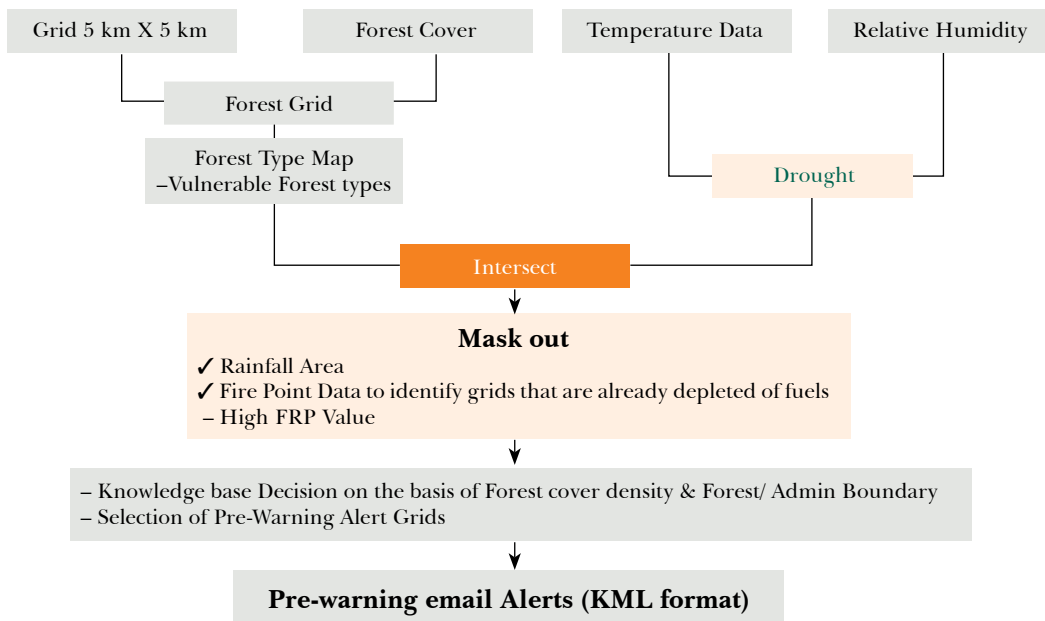 Grid 5 km X 5 km
Forest Cover
Temperature Data
Relative Humidity
Forest Grid
Forest Type Map
–Vulnerable Forest types
Drought
Intersect
Mask out
✓ Rainfall Area
✓ Fire Point Data to identify grids that are already depleted of fuels
– High FRP Value
– Knowledge base Decision on the basis of Forest cover density & Forest/ Admin Boundary
– Selection of Pre-Warning Alert Grids
Pre-warning email Alerts (KML format)